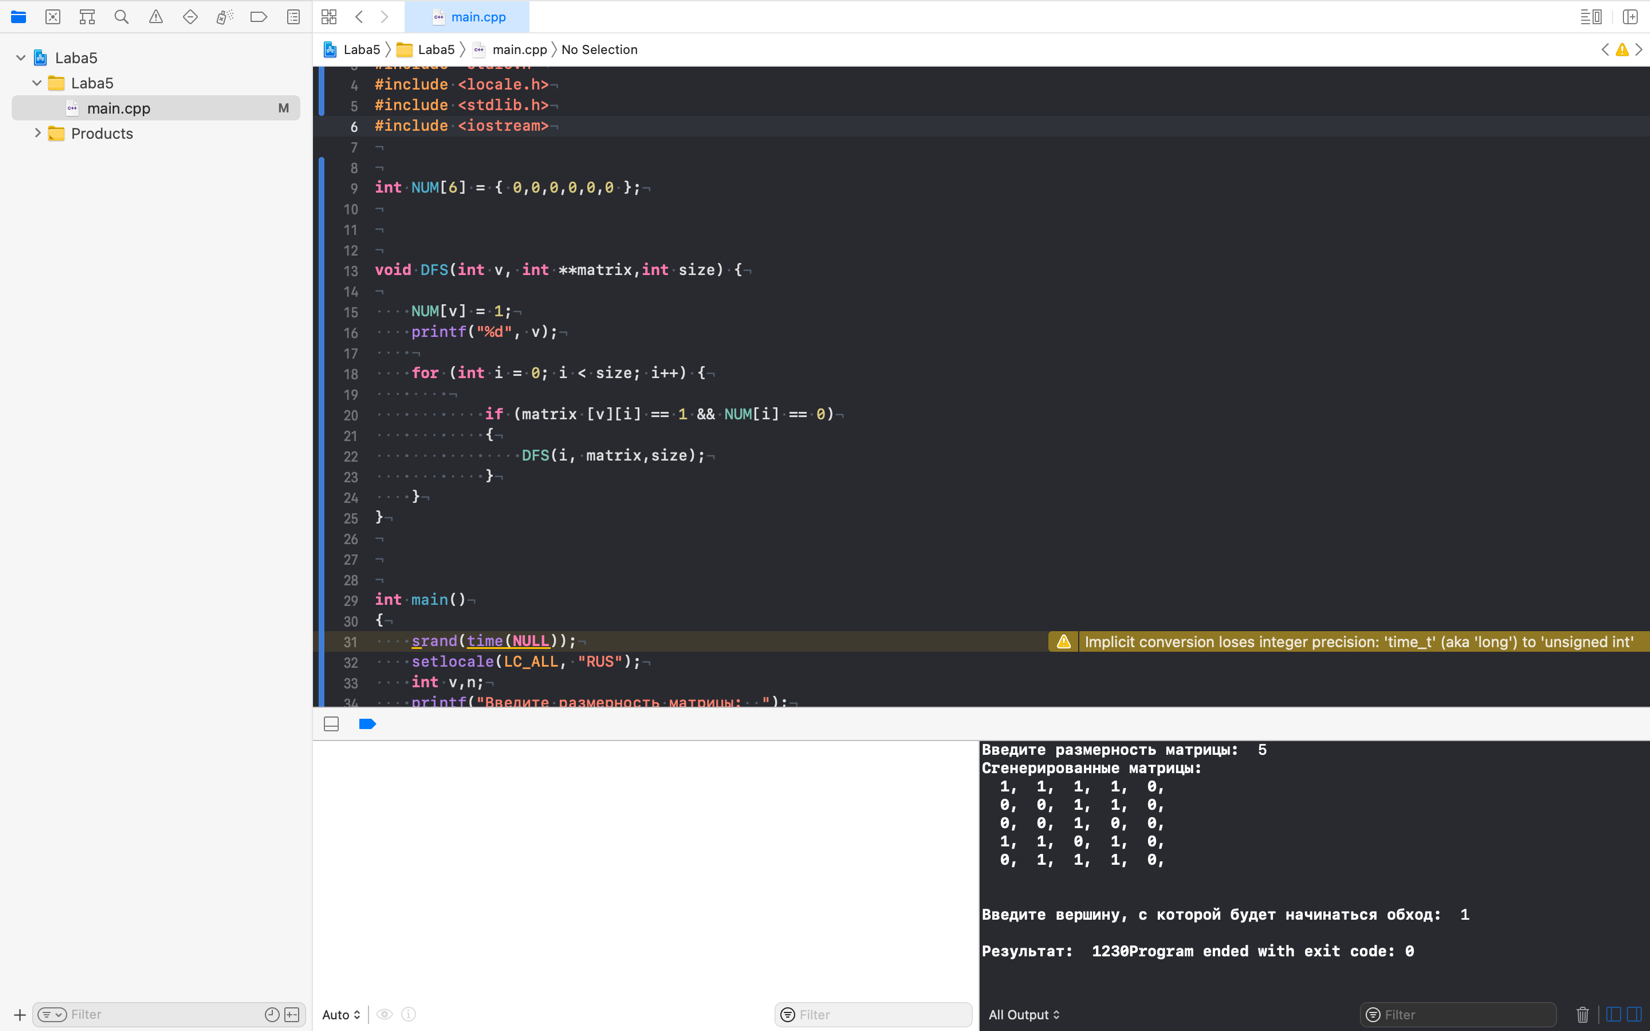 main.cpp
Laba5
Laba5 Laba5 main.cpp No Selection
Laba5
main.cpp M
Products
4 #include <locale.h>
5 #include <stdlib.h>
6 #include <iostream>
7
8
9 int NUM[6] = { 0,0,0,0,0,0 };
10
11
12
13 void DFS(int v, int **matrix,int size) {
14
15 NUM[v] = 1;
16 printf("%d", v);
17
18 for (int i = 0; i < size; i++) {
19
20 if (matrix [v][i] == 1 && NUM[i] == 0)
21 {
22 DFS(i, matrix,size);
23 }
24 }
25 }
26
27
28
29 int main()
30 {
31 srand(time(NULL)); Implicit conversion loses integer precision: 'time_t' (aka 'long') to 'unsigned int'
32 setlocale(LC_ALL, "RUS");
33 int v,n;
34 printf("Введите размерность матрицы: ");
Введите размерность матрицы: 5
Сгенерированные матрицы:
1, 1, 1, 1, 0,
0, 0, 1, 1, 0,
0, 0, 1, 0, 0,
1, 1, 0, 1, 0,
0, 1, 1, 1, 0,
Введите вершину, с которой будет начинаться обход: 1
Результат: 1230Program ended with exit code: 0
Filter
Auto
Filter
All Output
Filter